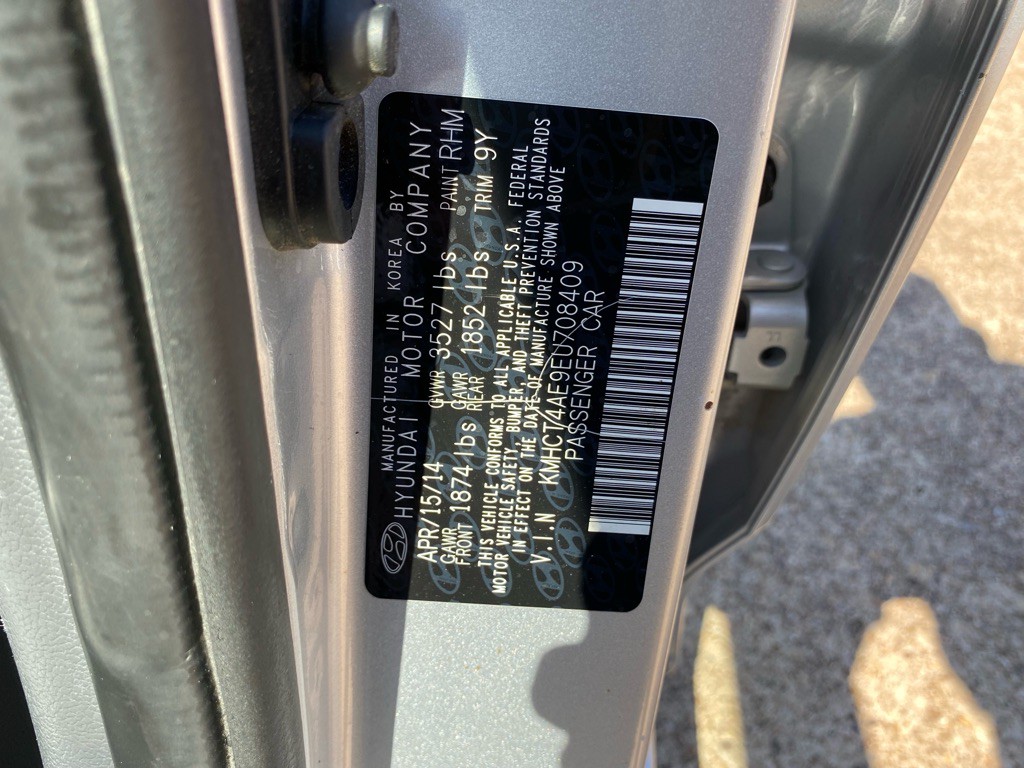 MANUFACTURED IN KOREA BY
HYUNDAI MOTOR COMPANY
APR/15/14 GVWR 3527 lbs PAINT RHM
GAWR FRONT 1874 lbs GAWR REAR 1852 lbs TRIM 9Y
THIS VEHICLE CONFORMS TO ALL APPLICABLE U.S.A. FEDERAL
MOTOR VEHICLE SAFETY, BUMPER, AND THEFT PREVENTION STANDARDS
IN EFFECT ON THE DATE OF MANUFACTURE SHOWN ABOVE
V.I.N KMHCT4AE9EU708409
PASSENGER CAR